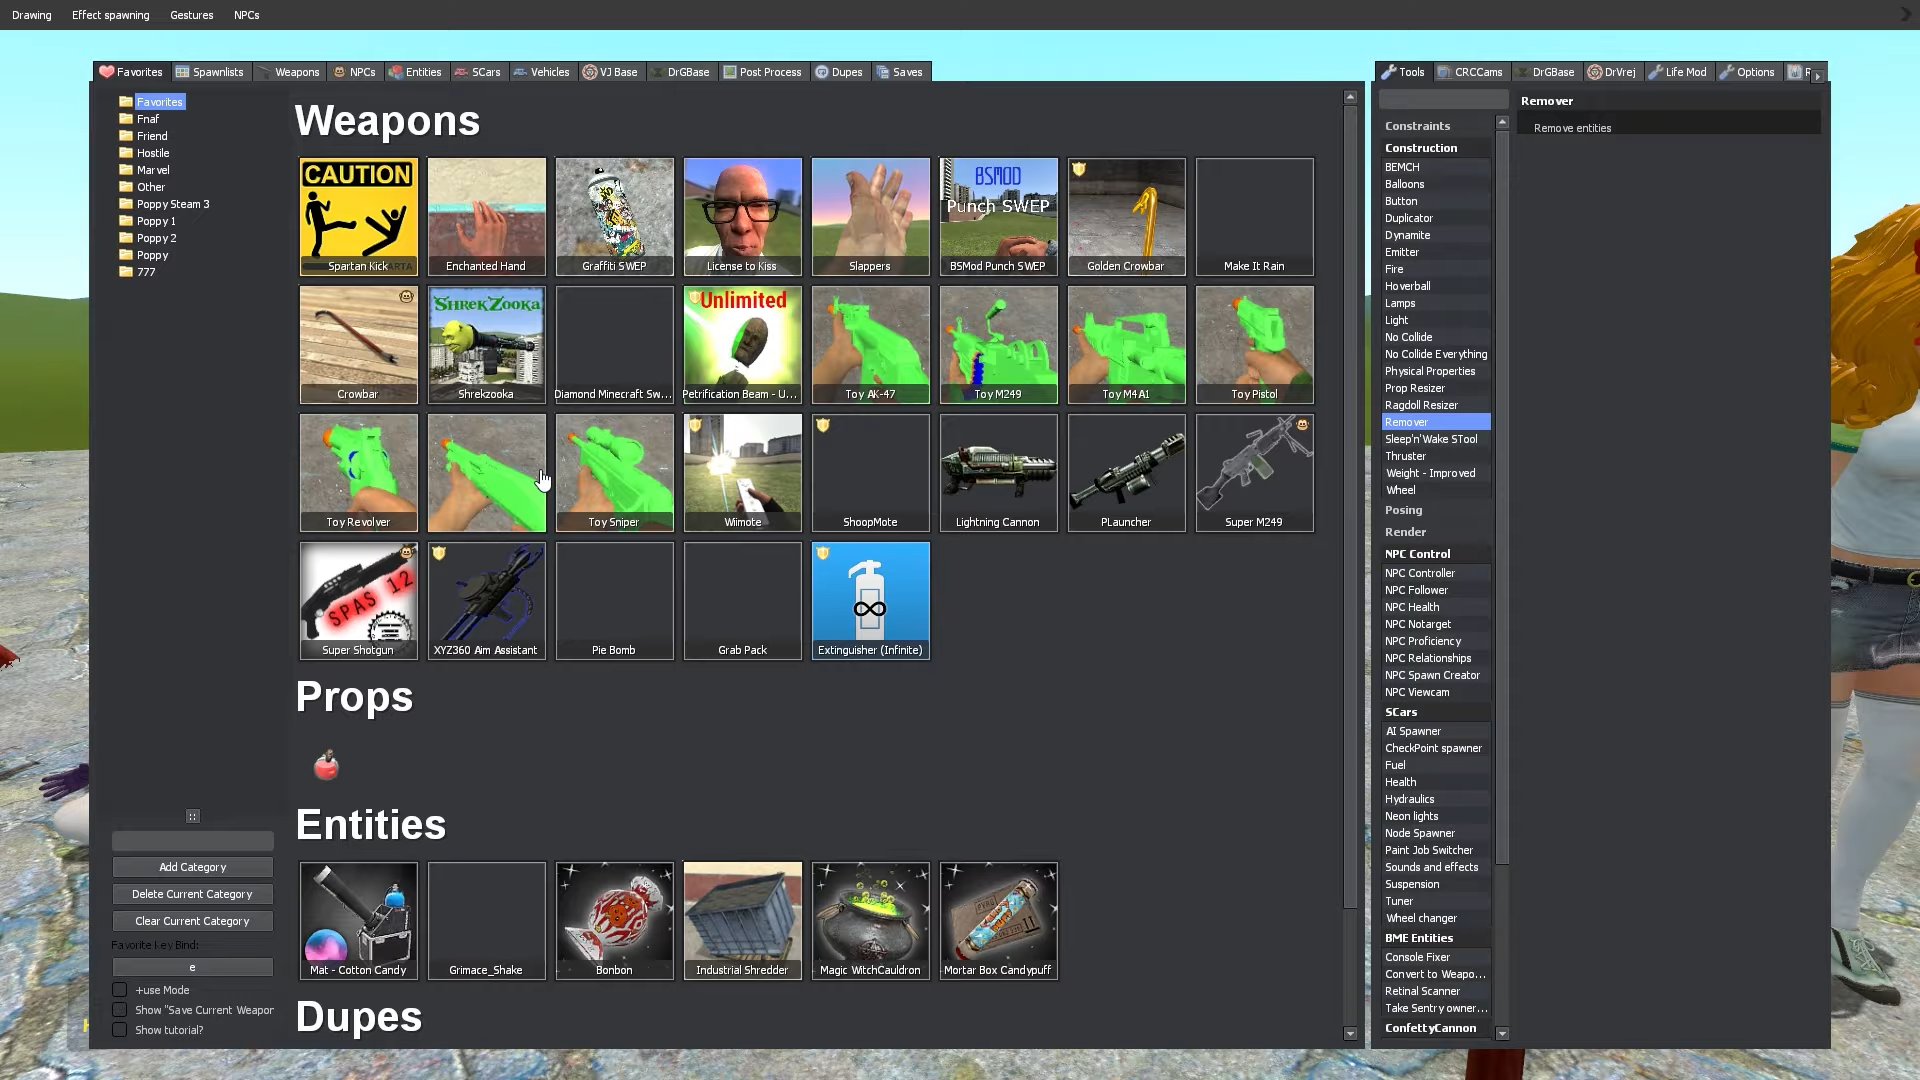 Drawing
Effect spawning
Gestures
NPCs
Favorites
Spawnlists
Weapons
NPCs
Entities
SCars
Vehicles
VJ Base
DrGBase
Post Process
Dupes
Saves
Favorites
Fnaf
Friend
Hostile
Marvel
Other
Poppy Steam 3
Poppy 1
Poppy 2
Poppy
777
Weapons
CAUTION
Spartan Kick
Enchanted Hand
Graffiti SWEP
License to Kiss
Slappers
BSMOD
Punch SWEP
BSMod Punch SWEP
Golden Crowbar
Make It Rain
Crowbar
SHREKZOOKA
Shrekzooka
Diamond Minecraft Sw...
Unlimited
Petrification Beam - U...
Toy AK-47
Toy M249
Toy M4A1
Toy Pistol
Toy Revolver
Toy Sniper
Wiimote
ShoopMote
Lightning Cannon
PLauncher
Super M249
SPAS 12
Super Shotgun
XYZ360 Aim Assistant
Pie Bomb
Grab Pack
Extinguisher (Infinite)
Props
Entities
Mat - Cotton Candy
Grimace_Shake
Bonbon
Industrial Shredder
Magic WitchCauldron
Mortar Box Candypuff
Dupes
Add Category
Delete Current Category
Clear Current Category
Favorite Key Bind:
e
+use Mode
Show "Save Current Weapon
Show tutorial?
Tools
CRCCams
DrGBase
DrVrej
Life Mod
Options
Constraints
Construction
BEMCH
Balloons
Button
Duplicator
Dynamite
Emitter
Fire
Hoverball
Lamps
Light
No Collide
No Collide Everything
Physical Properties
Prop Resizer
Ragdoll Resizer
Remover
Sleep'n'Wake STool
Thruster
Weight - Improved
Wheel
Posing
Render
NPC Control
NPC Controller
NPC Follower
NPC Health
NPC Notarget
NPC Proficiency
NPC Relationships
NPC Spawn Creator
NPC Viewcam
SCars
AI Spawner
CheckPoint spawner
Fuel
Health
Hydraulics
Neon lights
Node Spawner
Paint Job Switcher
Sounds and effects
Suspension
Tuner
Wheel changer
BME Entities
Console Fixer
Convert to Weapo...
Retinal Scanner
Take Sentry owner...
ConfettyCannon
Remover
Remove entities